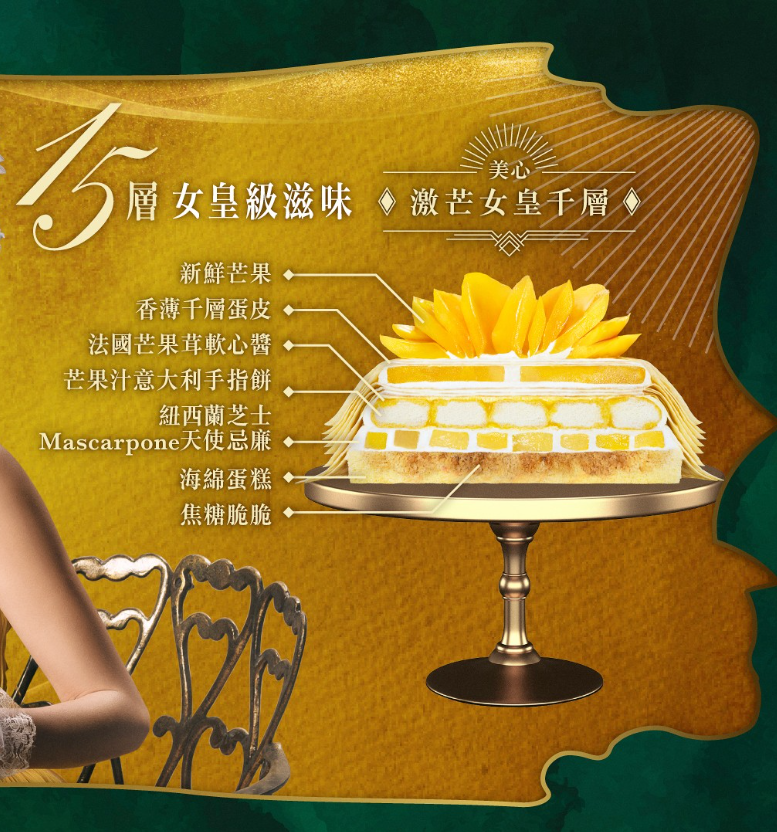 15層 女皇級滋味
美心
激芒女皇千層
新鮮芒果
香薄千層蛋皮
法國芒果茸軟心醬
芒果汁意大利手指餅
紐西蘭芝士
Mascarpone天使忌廉
海綿蛋糕
焦糖脆脆